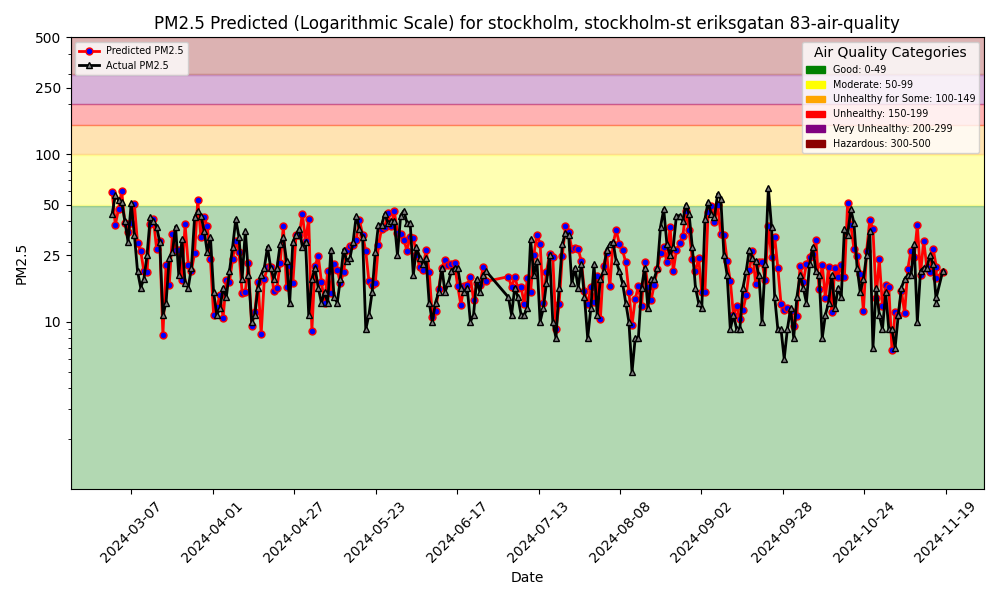 PM2.5 Predicted (Logarithmic Scale) for stockholm, stockholm-st eriksgatan 83-air-quality
500
250
100
50
25
10
PM2.5
Predicted PM2.5
Actual PM2.5
Air Quality Categories
Good: 0-49
Moderate: 50-99
Unhealthy for Some: 100-149
Unhealthy: 150-199
Very Unhealthy: 200-299
Hazardous: 300-500
2024-03-07
2024-04-01
2024-04-27
2024-05-23
2024-06-17
2024-07-13
2024-08-08
2024-09-02
2024-09-28
2024-10-24
2024-11-19
Date